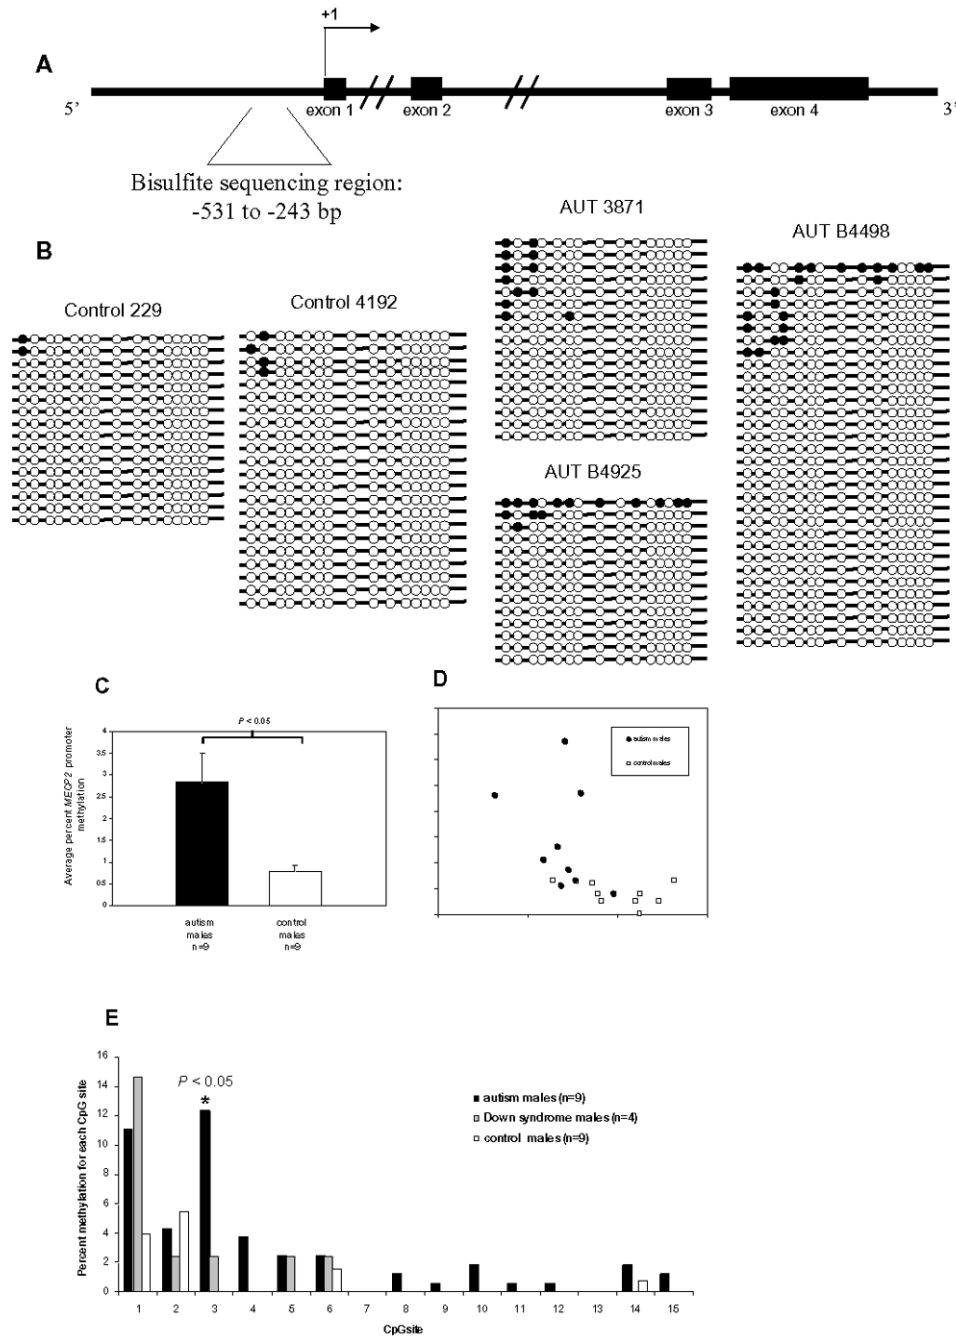 +1
A
5’
exon 1
exon 2
exon 3
exon 4
3’
Bisulfite sequencing region:
-531 to -243 bp
B
Control 229
Control 4192
AUT 3871
AUT B4498
AUT B4925
C
P < 0.05
Average percent MECP2 promoter
methylation
4
3.5
3
2.5
2
1.5
1
0.5
0
autism
males
n=9
control
males
n=9
D
autism males
control males
E
Percent methylation for each CpG site
16
14
12
10
8
6
4
2
0
P < 0.05
*
autism males (n=9)
Down syndrome males (n=4)
control males (n=9)
1 2 3 4 5 6 7 8 9 10 11 12 13 14 15
CpGsite